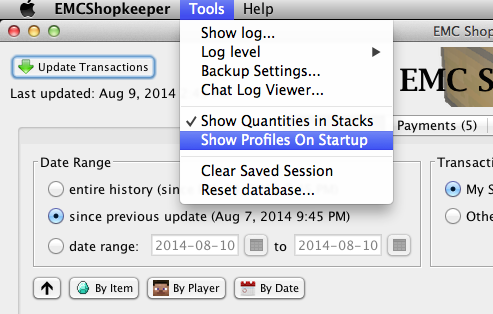 EMCShopkeeper Tools Help
EMC Shop
Show log...
Log level
Backup Settings...
Chat Log Viewer...
Show Quantities in Stacks
Show Profiles On Startup
Clear Saved Session
Reset database...
Update Transactions
Last updated: Aug 9, 2014
EMC S
Payments (5)
Date Range
entire history (since
since previous update (Aug 7, 2014 9:45 PM)
date range: 2014-08-10 to 2014-08-10
Transactio
My S
Othe
By Item By Player By Date